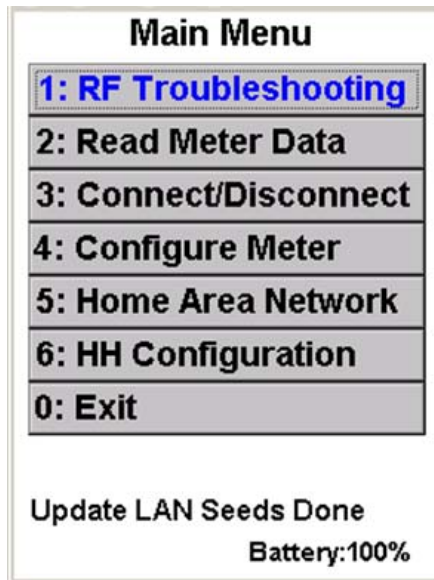 Main Menu
1: RF Troubleshooting
2: Read Meter Data
3: Connect/Disconnect
4: Configure Meter
5: Home Area Network
6: HH Configuration
0: Exit
Update LAN Seeds Done
Battery:100%